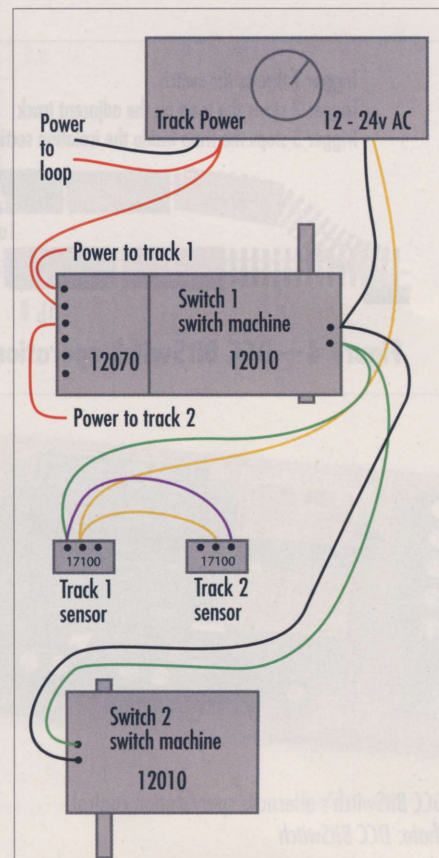 Track Power
12 - 24v AC
Power
to
loop
Power to track 1
Switch 1
switch machine
12070
12010
Power to track 2
17100
17100
Track 1
sensor
Track 2
sensor
Switch 2
switch machine
12010